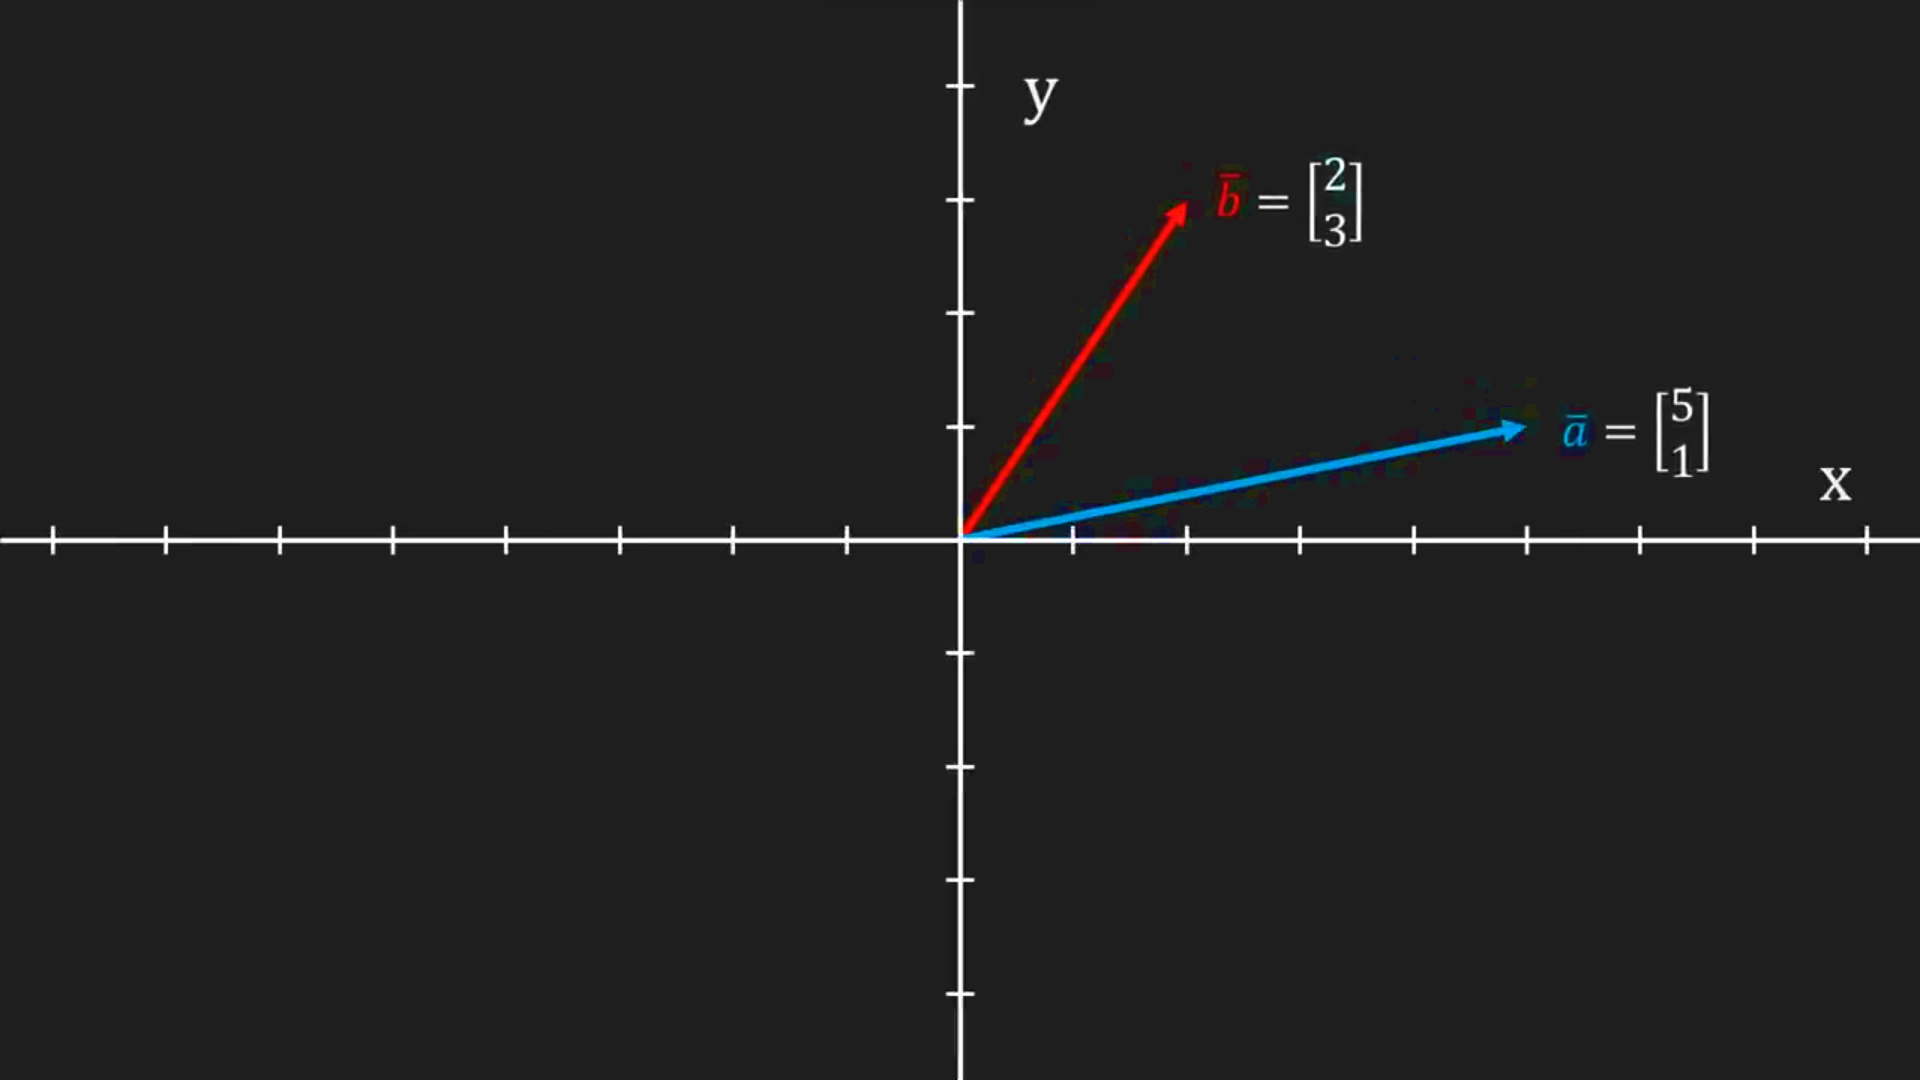 y
b̅ = [2
3]
a̅ = [5
1]
x